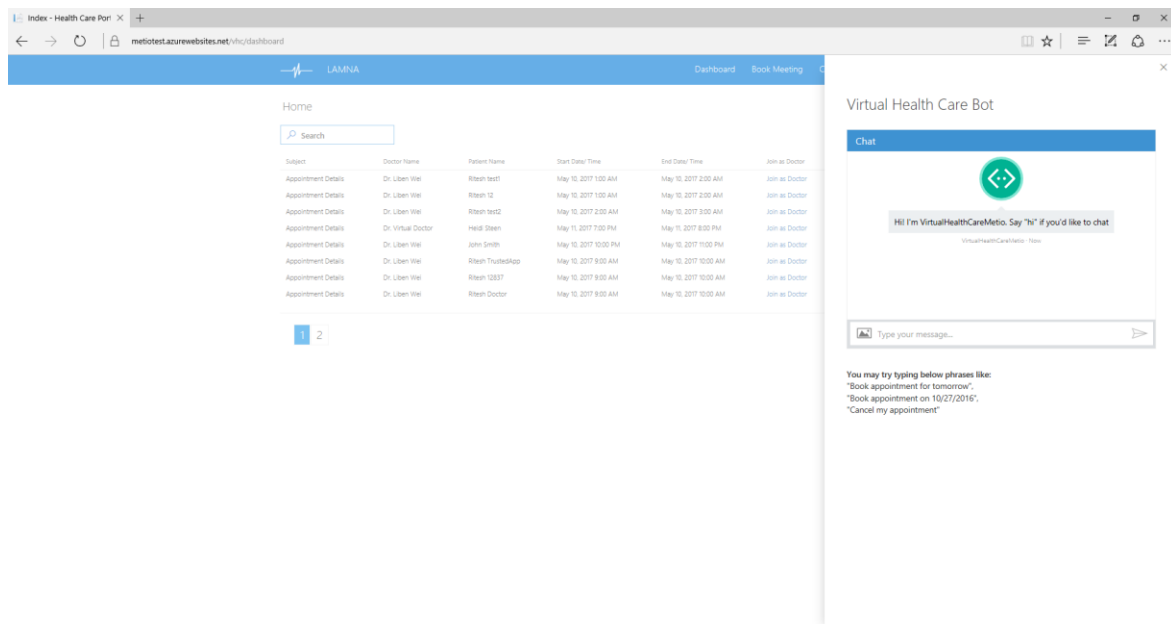 Index - Health Care Port
metiotest.azurewebsites.net/vhc/dashboard
LAMNA
Dashboard Book Meeting C
Home
Search
Subject Doctor Name Patient Name Start Date/ Time End Date/ Time Join as Doctor
Appointment Details Dr. Liben Wei Ritesh test1 May 10, 2017 1:00 AM May 10, 2017 2:00 AM Join as Doctor
Appointment Details Dr. Liben Wei Ritesh 12 May 10, 2017 1:00 AM May 10, 2017 2:00 AM Join as Doctor
Appointment Details Dr. Liben Wei Ritesh test2 May 10, 2017 2:00 AM May 10, 2017 3:00 AM Join as Doctor
Appointment Details Dr. Virtual Doctor Heidi Steen May 11, 2017 7:00 PM May 11, 2017 8:00 PM Join as Doctor
Appointment Details Dr. Liben Wei John Smith May 10, 2017 10:00 PM May 10, 2017 11:00 PM Join as Doctor
Appointment Details Dr. Liben Wei Ritesh TrustedApp May 10, 2017 9:00 AM May 10, 2017 10:00 AM Join as Doctor
Appointment Details Dr. Liben Wei Ritesh 12837 May 10, 2017 9:00 AM May 10, 2017 10:00 AM Join as Doctor
Appointment Details Dr. Liben Wei Ritesh Doctor May 10, 2017 9:00 AM May 10, 2017 10:00 AM Join as Doctor
1 2
Virtual Health Care Bot
Chat
Hi! I'm VirtualHealthCareMetio. Say "hi" if you'd like to chat
VirtualHealthCareMetio - Now
Type your message...
You may try typing below phrases like:
"Book appointment for tomorrow",
"Book appointment on 10/27/2016",
"Cancel my appointment"